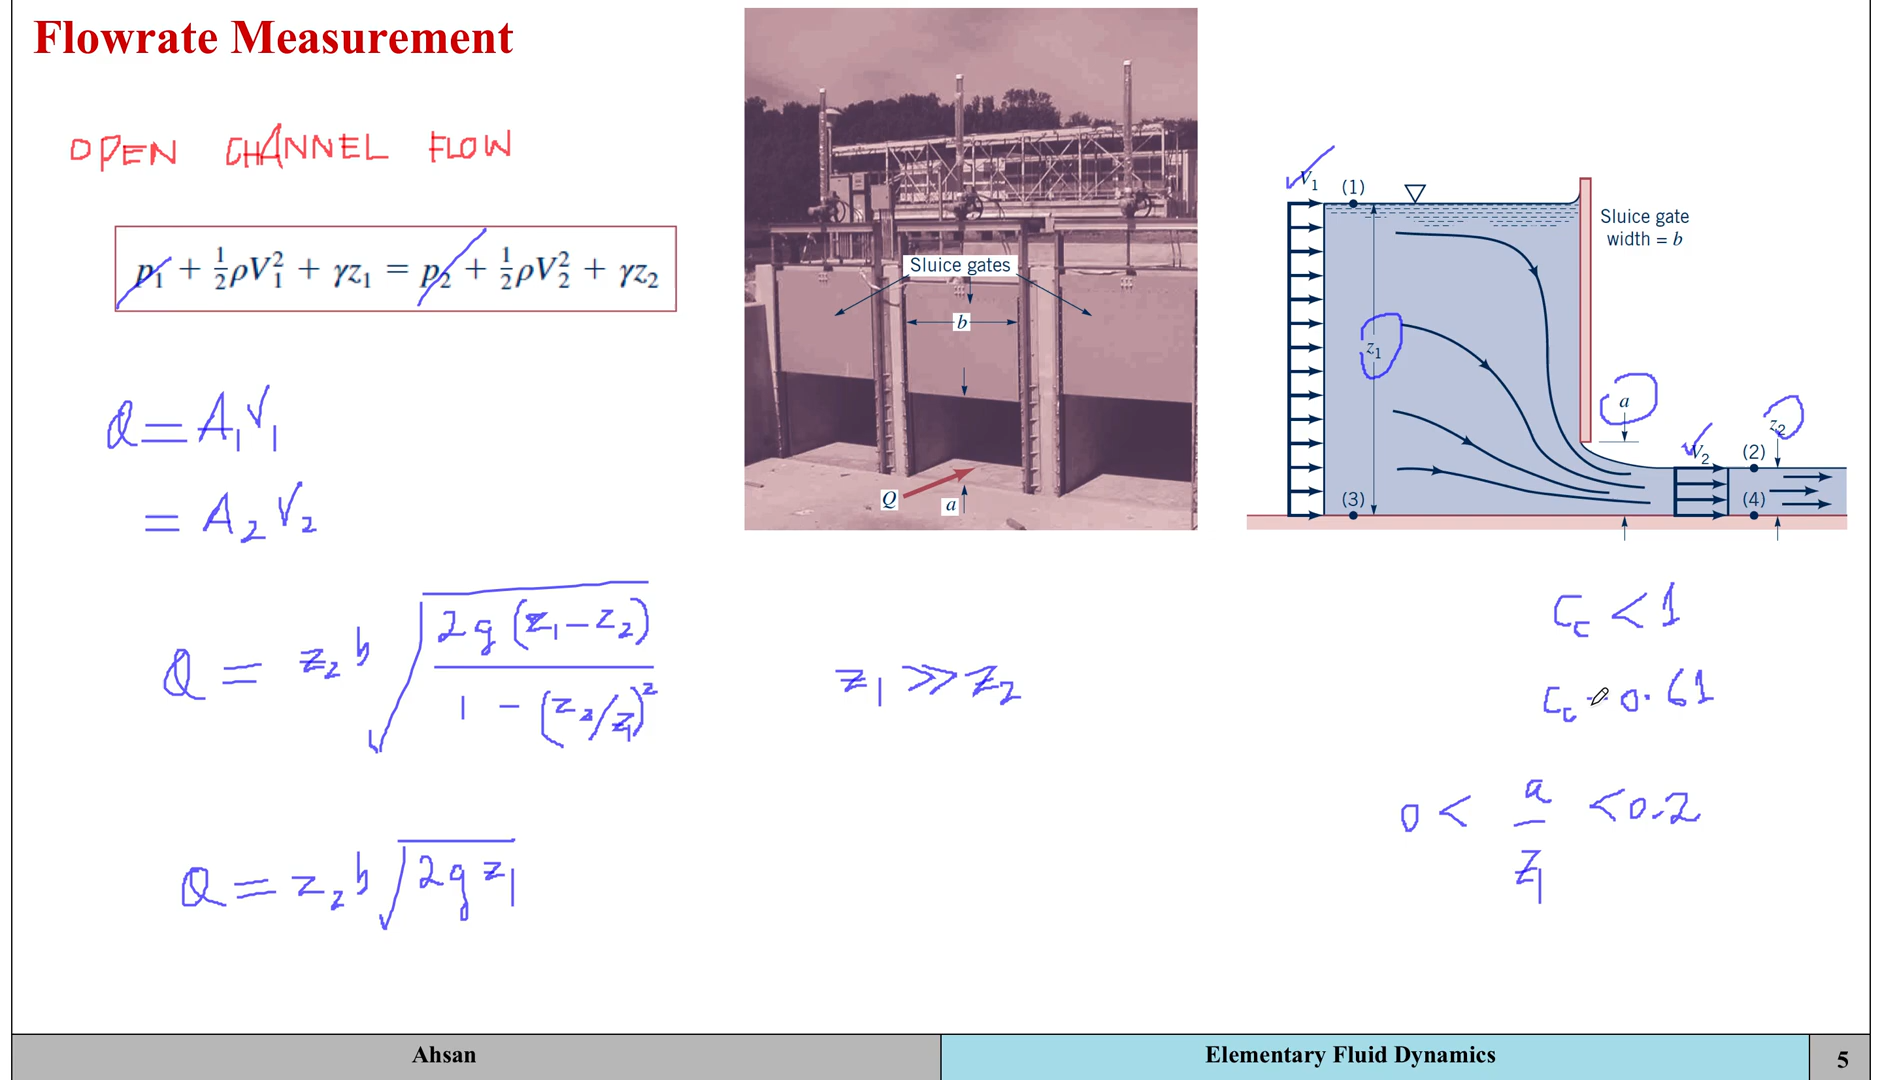 Flowrate Measurement
OPEN CHANNEL FLOW
p₁ + ½ρV₁² + γz₁ = p₂ + ½ρV₂² + γz₂
Q = A₁V₁
= A₂V₂
Q = z₂b √(2g(z₁-z₂) / (1 - (z₂/z₁)²))
z₁ >> z₂
Q = z₂b √(2gz₁)
Sluice gates
b
Q
a
V₁
(1)
Sluice gate
width = b
z₁
a
z₂
V₂
(2)
(3)
(4)
Cc < 1
Cc 0.61
0 < a/z₁ < 0.2
Ahsan
Elementary Fluid Dynamics
5